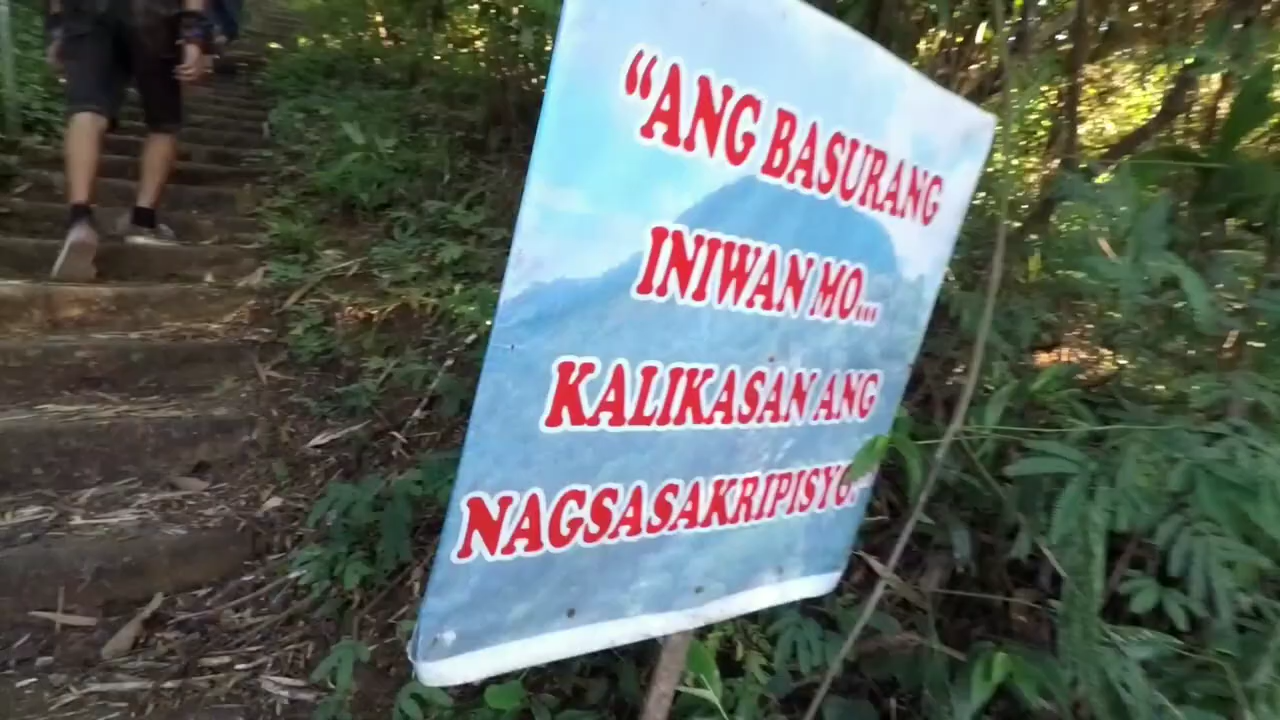 “ANG BASURANG
INIWAN MO...
KALIKASAN ANG
NAGSASAKRIPISYO.